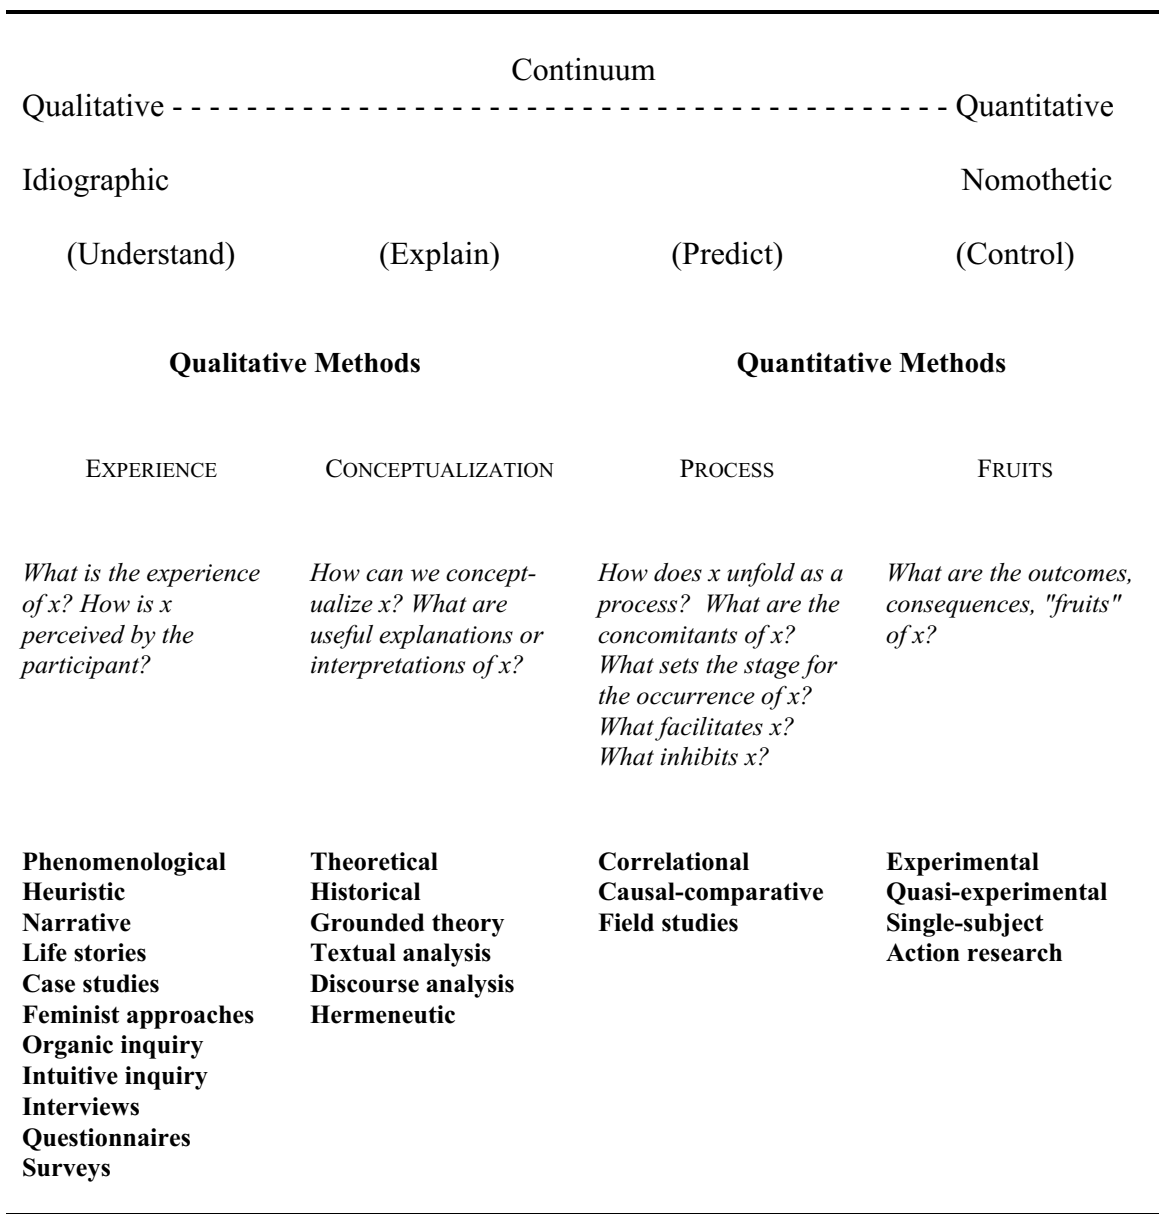 Continuum
Qualitative - - - - - - - - - - - - - - - - - - - - - - - - - - - - - - - - - - - - - - - - - - Quantitative
Idiographic Nomothetic
(Understand) (Explain) (Predict) (Control)
Qualitative Methods Quantitative Methods
EXPERIENCE CONCEPTUALIZATION PROCESS FRUITS
What is the experience
of x? How is x
perceived by the
participant?
How can we concept-
ualize x? What are
useful explanations or
interpretations of x?
How does x unfold as a
process? What are the
concomitants of x?
What sets the stage for
the occurrence of x?
What facilitates x?
What inhibits x?
What are the outcomes,
consequences, "fruits"
of x?
Phenomenological
Heuristic
Narrative
Life stories
Case studies
Feminist approaches
Organic inquiry
Intuitive inquiry
Interviews
Questionnaires
Surveys
Theoretical
Historical
Grounded theory
Textual analysis
Discourse analysis
Hermeneutic
Correlational
Causal-comparative
Field studies
Experimental
Quasi-experimental
Single-subject
Action research